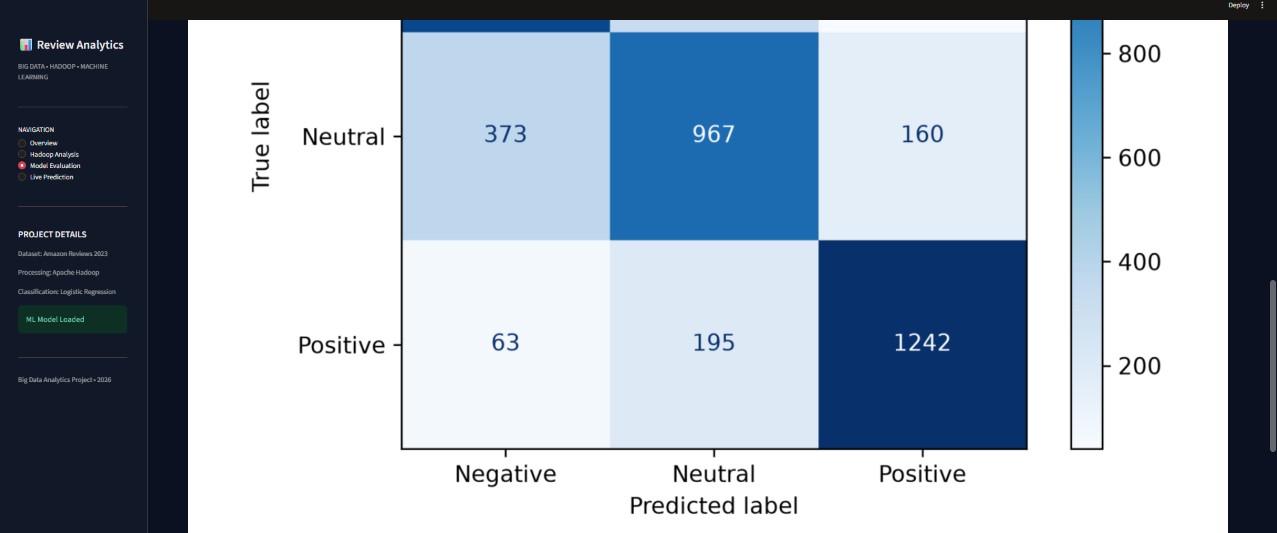 Deploy
Review Analytics
BIG DATA • HADOOP • MACHINE
LEARNING
NAVIGATION
Overview
Hadoop Analysis
Model Evaluation
Live Prediction
PROJECT DETAILS
Dataset: Amazon Reviews 2023
Processing: Apache Hadoop
Classification: Logistic Regression
ML Model Loaded
Big Data Analytics Project • 2026
True label
Neutral
373
967
160
Positive
63
195
1242
Negative
Neutral
Positive
Predicted label
800
600
400
200